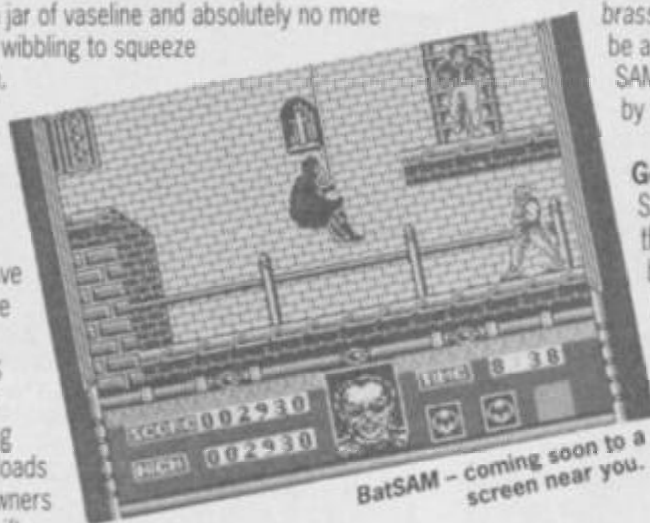 jar of vaseline and absolutely no more
wibbling to squeeze
ve
e
g
oads
wners
SCORE 002930
HIGH 002930
TIME 8 38
BatSAM – coming soon to a
screen near you.
brass
be a
SAM
by
G
S
th